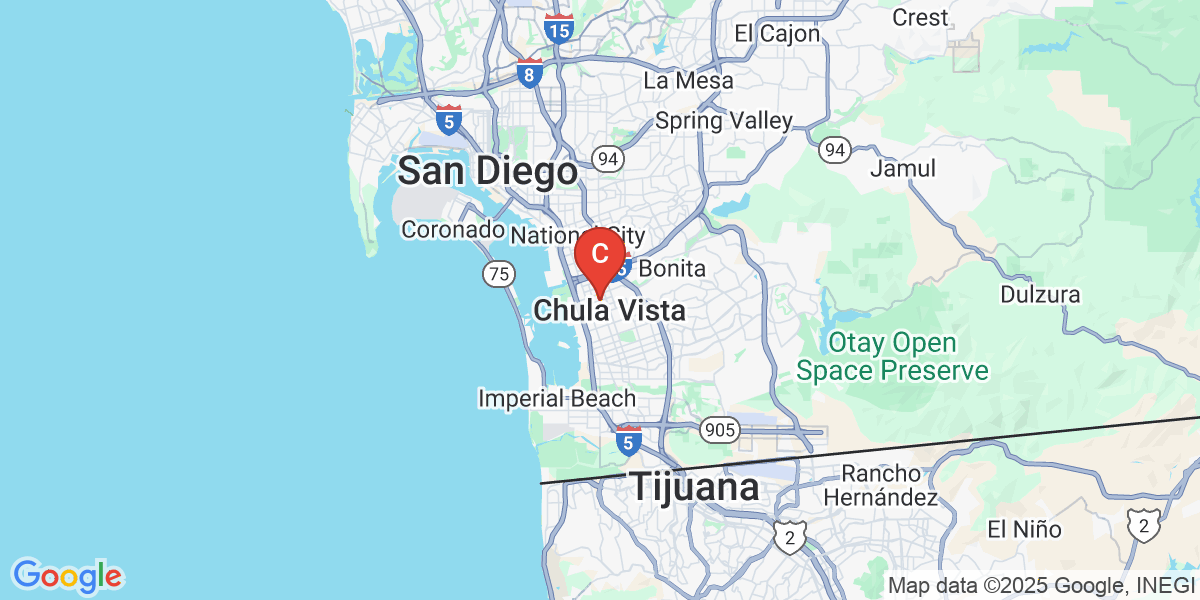 Crest
15
El Cajon
8
La Mesa
5
Spring Valley
94
94
San Diego
Jamul
Coronado
National City
C
75
5
Bonita
Dulzura
Chula Vista
Otay Open
Space Preserve
Imperial Beach
905
5
Tijuana
Rancho
Hernández
2
El Niño
2
Google
Map data ©2025 Google, INEGI